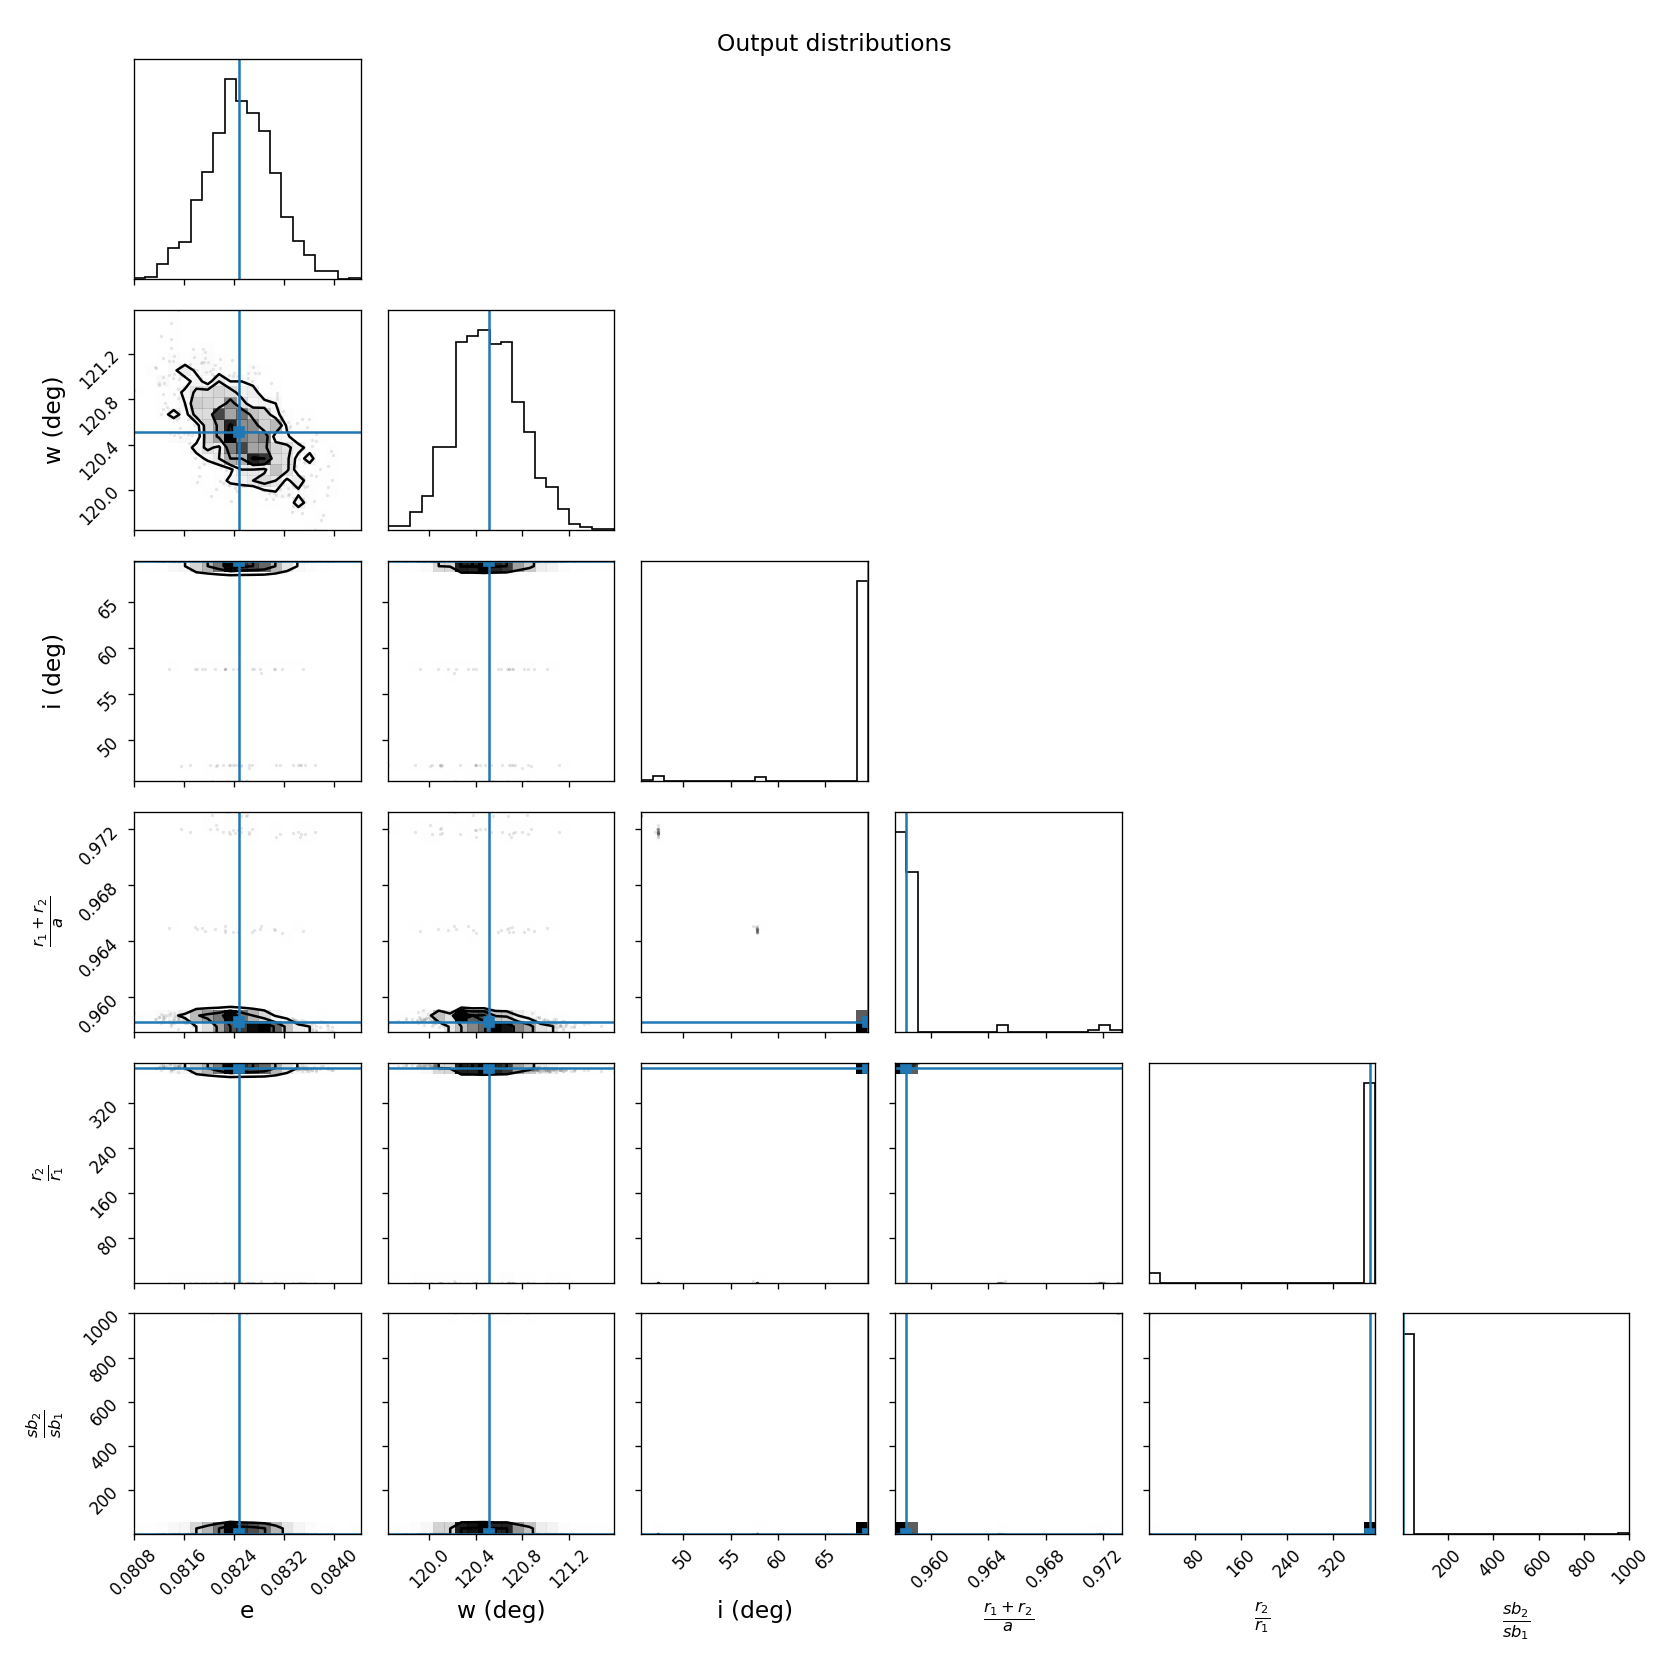 Output distributions
w (deg)
121.2
120.8
120.4
120.0
i (deg)
65
60
55
50
r₁ + r₂
a
0.972
0.968
0.964
0.960
r₂
r₁
320
240
160
80
sb₂
sb₁
1000
800
600
400
200
0.0808 0.0816 0.0824 0.0832 0.0840 120.0 120.4 120.8 121.2 50 55 60 65 0.960 0.964 0.968 0.972 80 160 240 320 200 400 600 800 1000
e w (deg) i (deg)
r₁ + r₂
a
r₂
r₁
sb₂
sb₁